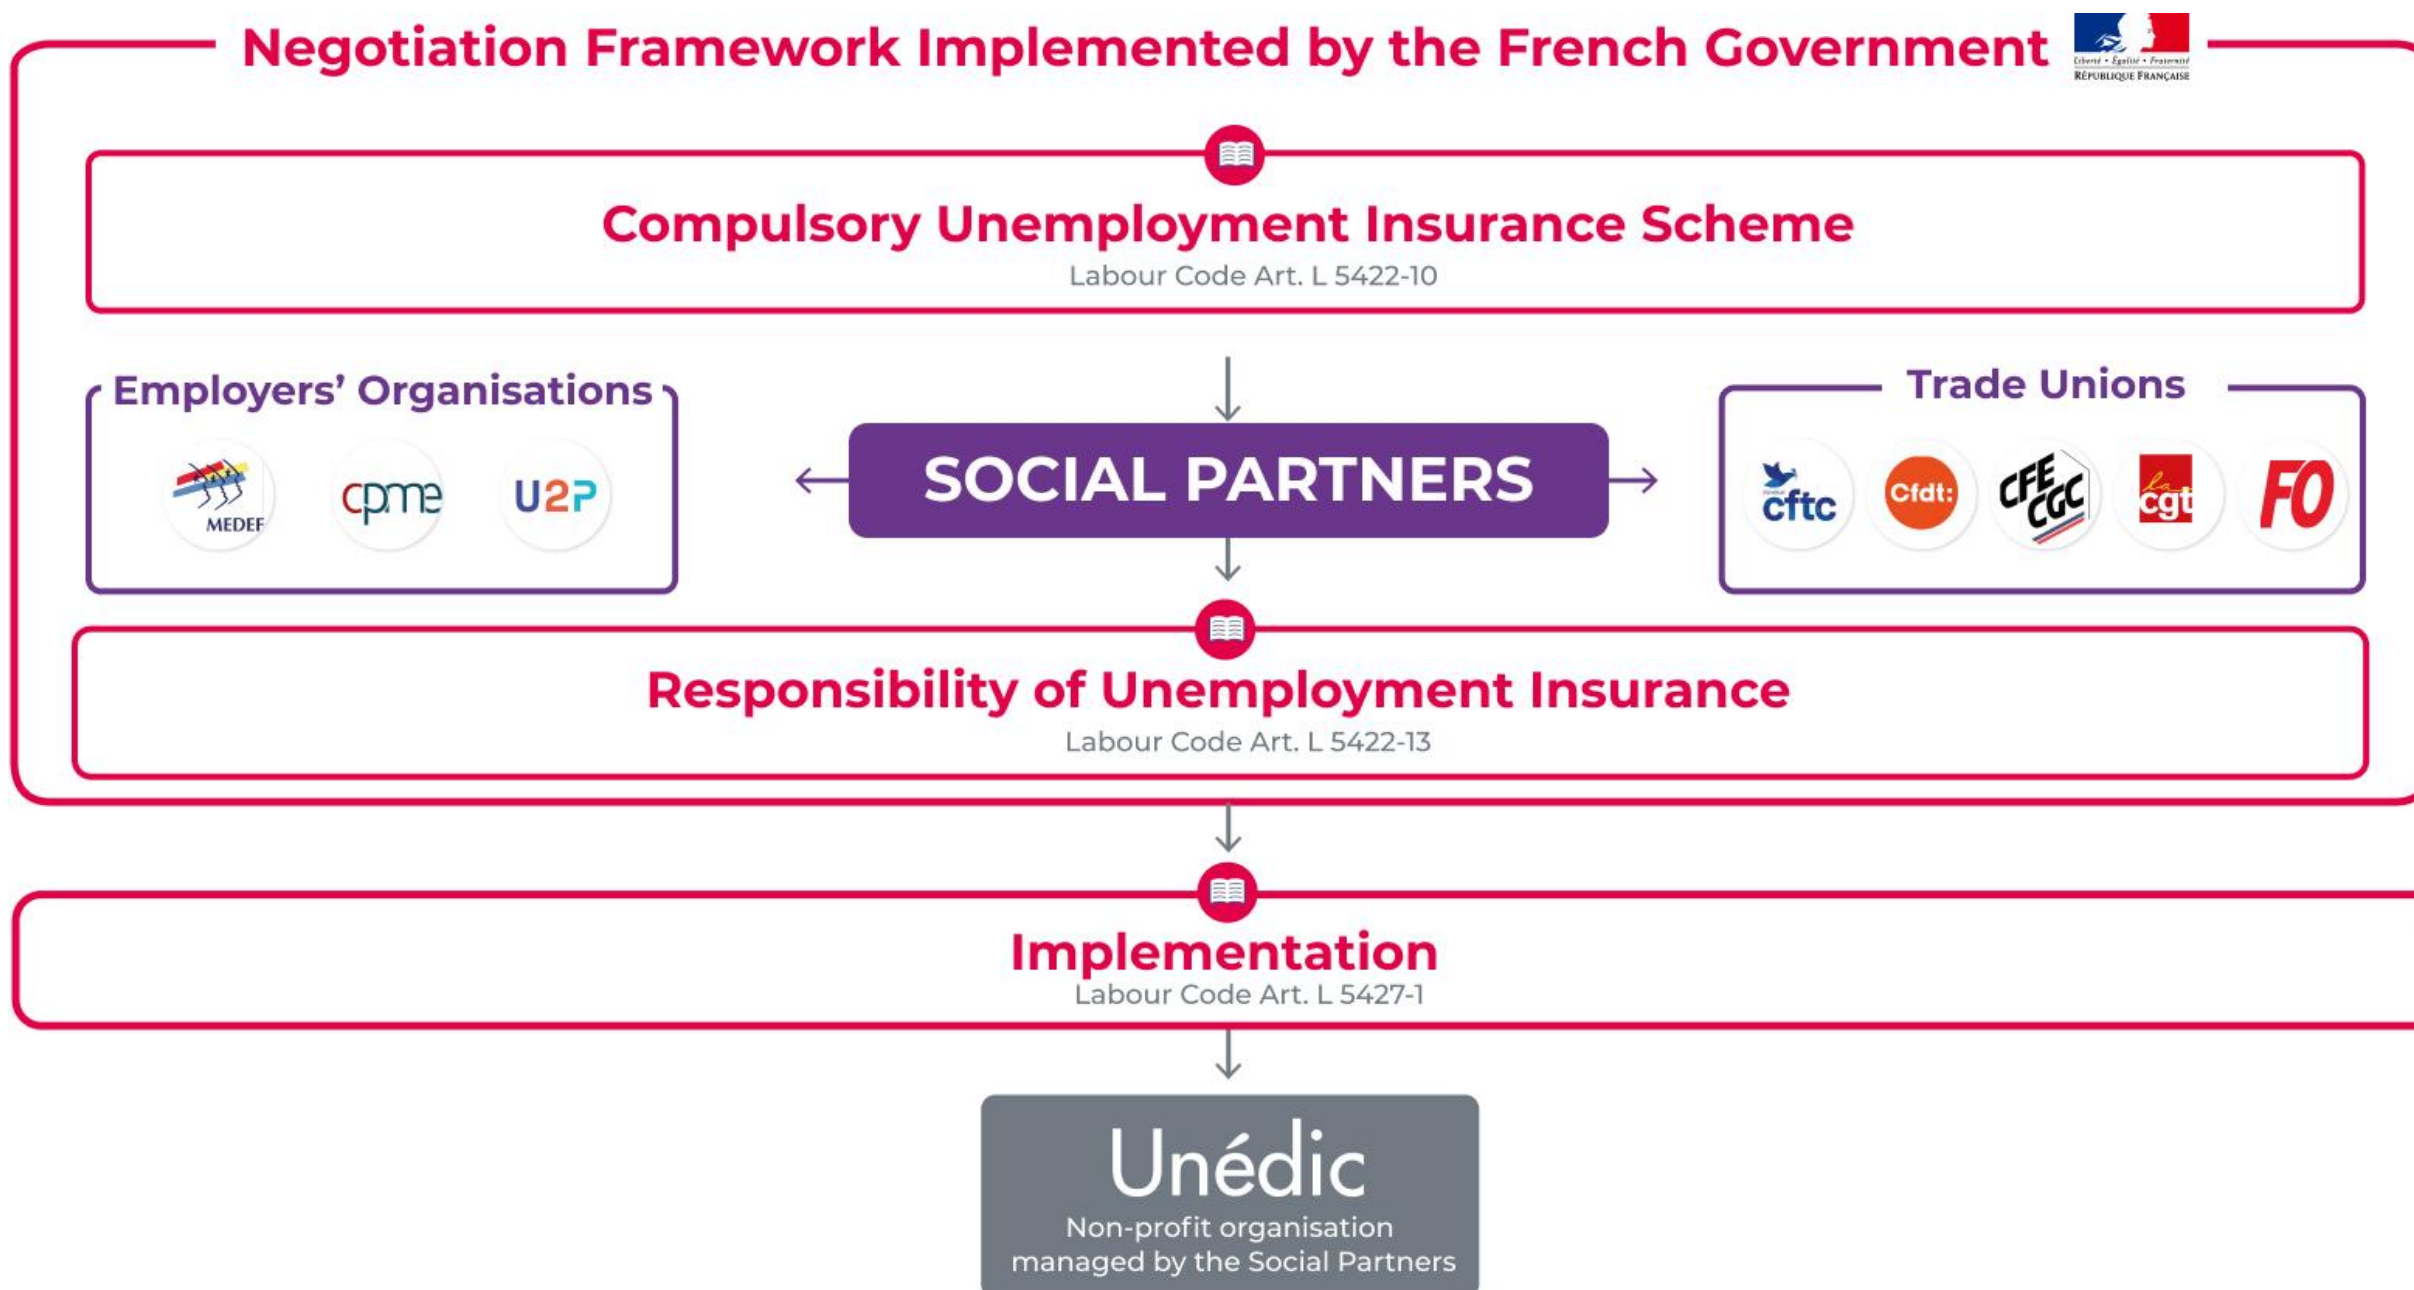 Negotiation Framework Implemented by the French Government
Liberté • Égalité • Fraternité
RÉPUBLIQUE FRANÇAISE
Compulsory Unemployment Insurance Scheme
Labour Code Art. L 5422-10
Employers’ Organisations
MEDEF
cpme
U2P
SOCIAL PARTNERS
Trade Unions
cftc
Cfdt:
CFE
CGC
la
cgt
FO
Responsibility of Unemployment Insurance
Labour Code Art. L 5422-13
Implementation
Labour Code Art. L 5427-1
Unédic
Non-profit organisation
managed by the Social Partners